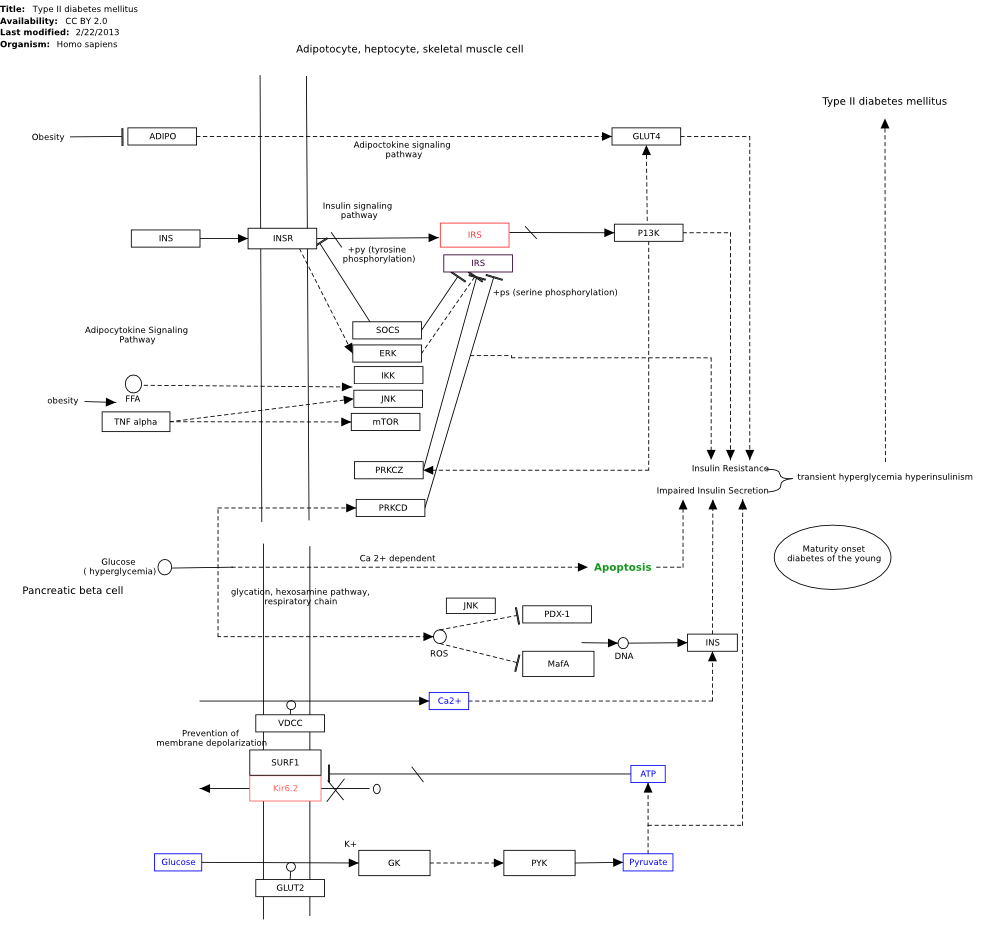 Title: Type II diabetes mellitus
Availability: CC BY 2.0
Last modified: 2/22/2013
Organism: Homo sapiens
Adipotocyte, heptocyte, skeletal muscle cell
Type II diabetes mellitus
Obesity
ADIPO
GLUT4
Adipoctokine signaling
pathway
Insulin signaling
pathway
INS
INSR
IRS
P13K
+py (tyrosine
phosphorylation)
IRS
+ps (serine phosphorylation)
Adipocytokine Signaling
Pathway
SOCS
ERK
IKK
FFA
JNK
obesity
TNF alpha
mTOR
PRKCZ
Insulin Resistance
transient hyperglycemia hyperinsulinism
Impaired Insulin Secretion
PRKCD
Maturity onset
diabetes of the young
Ca 2+ dependent
Glucose
( hyperglycemia)
Apoptosis
Pancreatic beta cell
glycation, hexosamine pathway,
respiratory chain
JNK
PDX-1
ROS
DNA
INS
MafA
Ca2+
VDCC
Prevention of
membrane depolarization
SURF1
ATP
Kir6.2
K+
Glucose
GK
PYK
Pyruvate
GLUT2